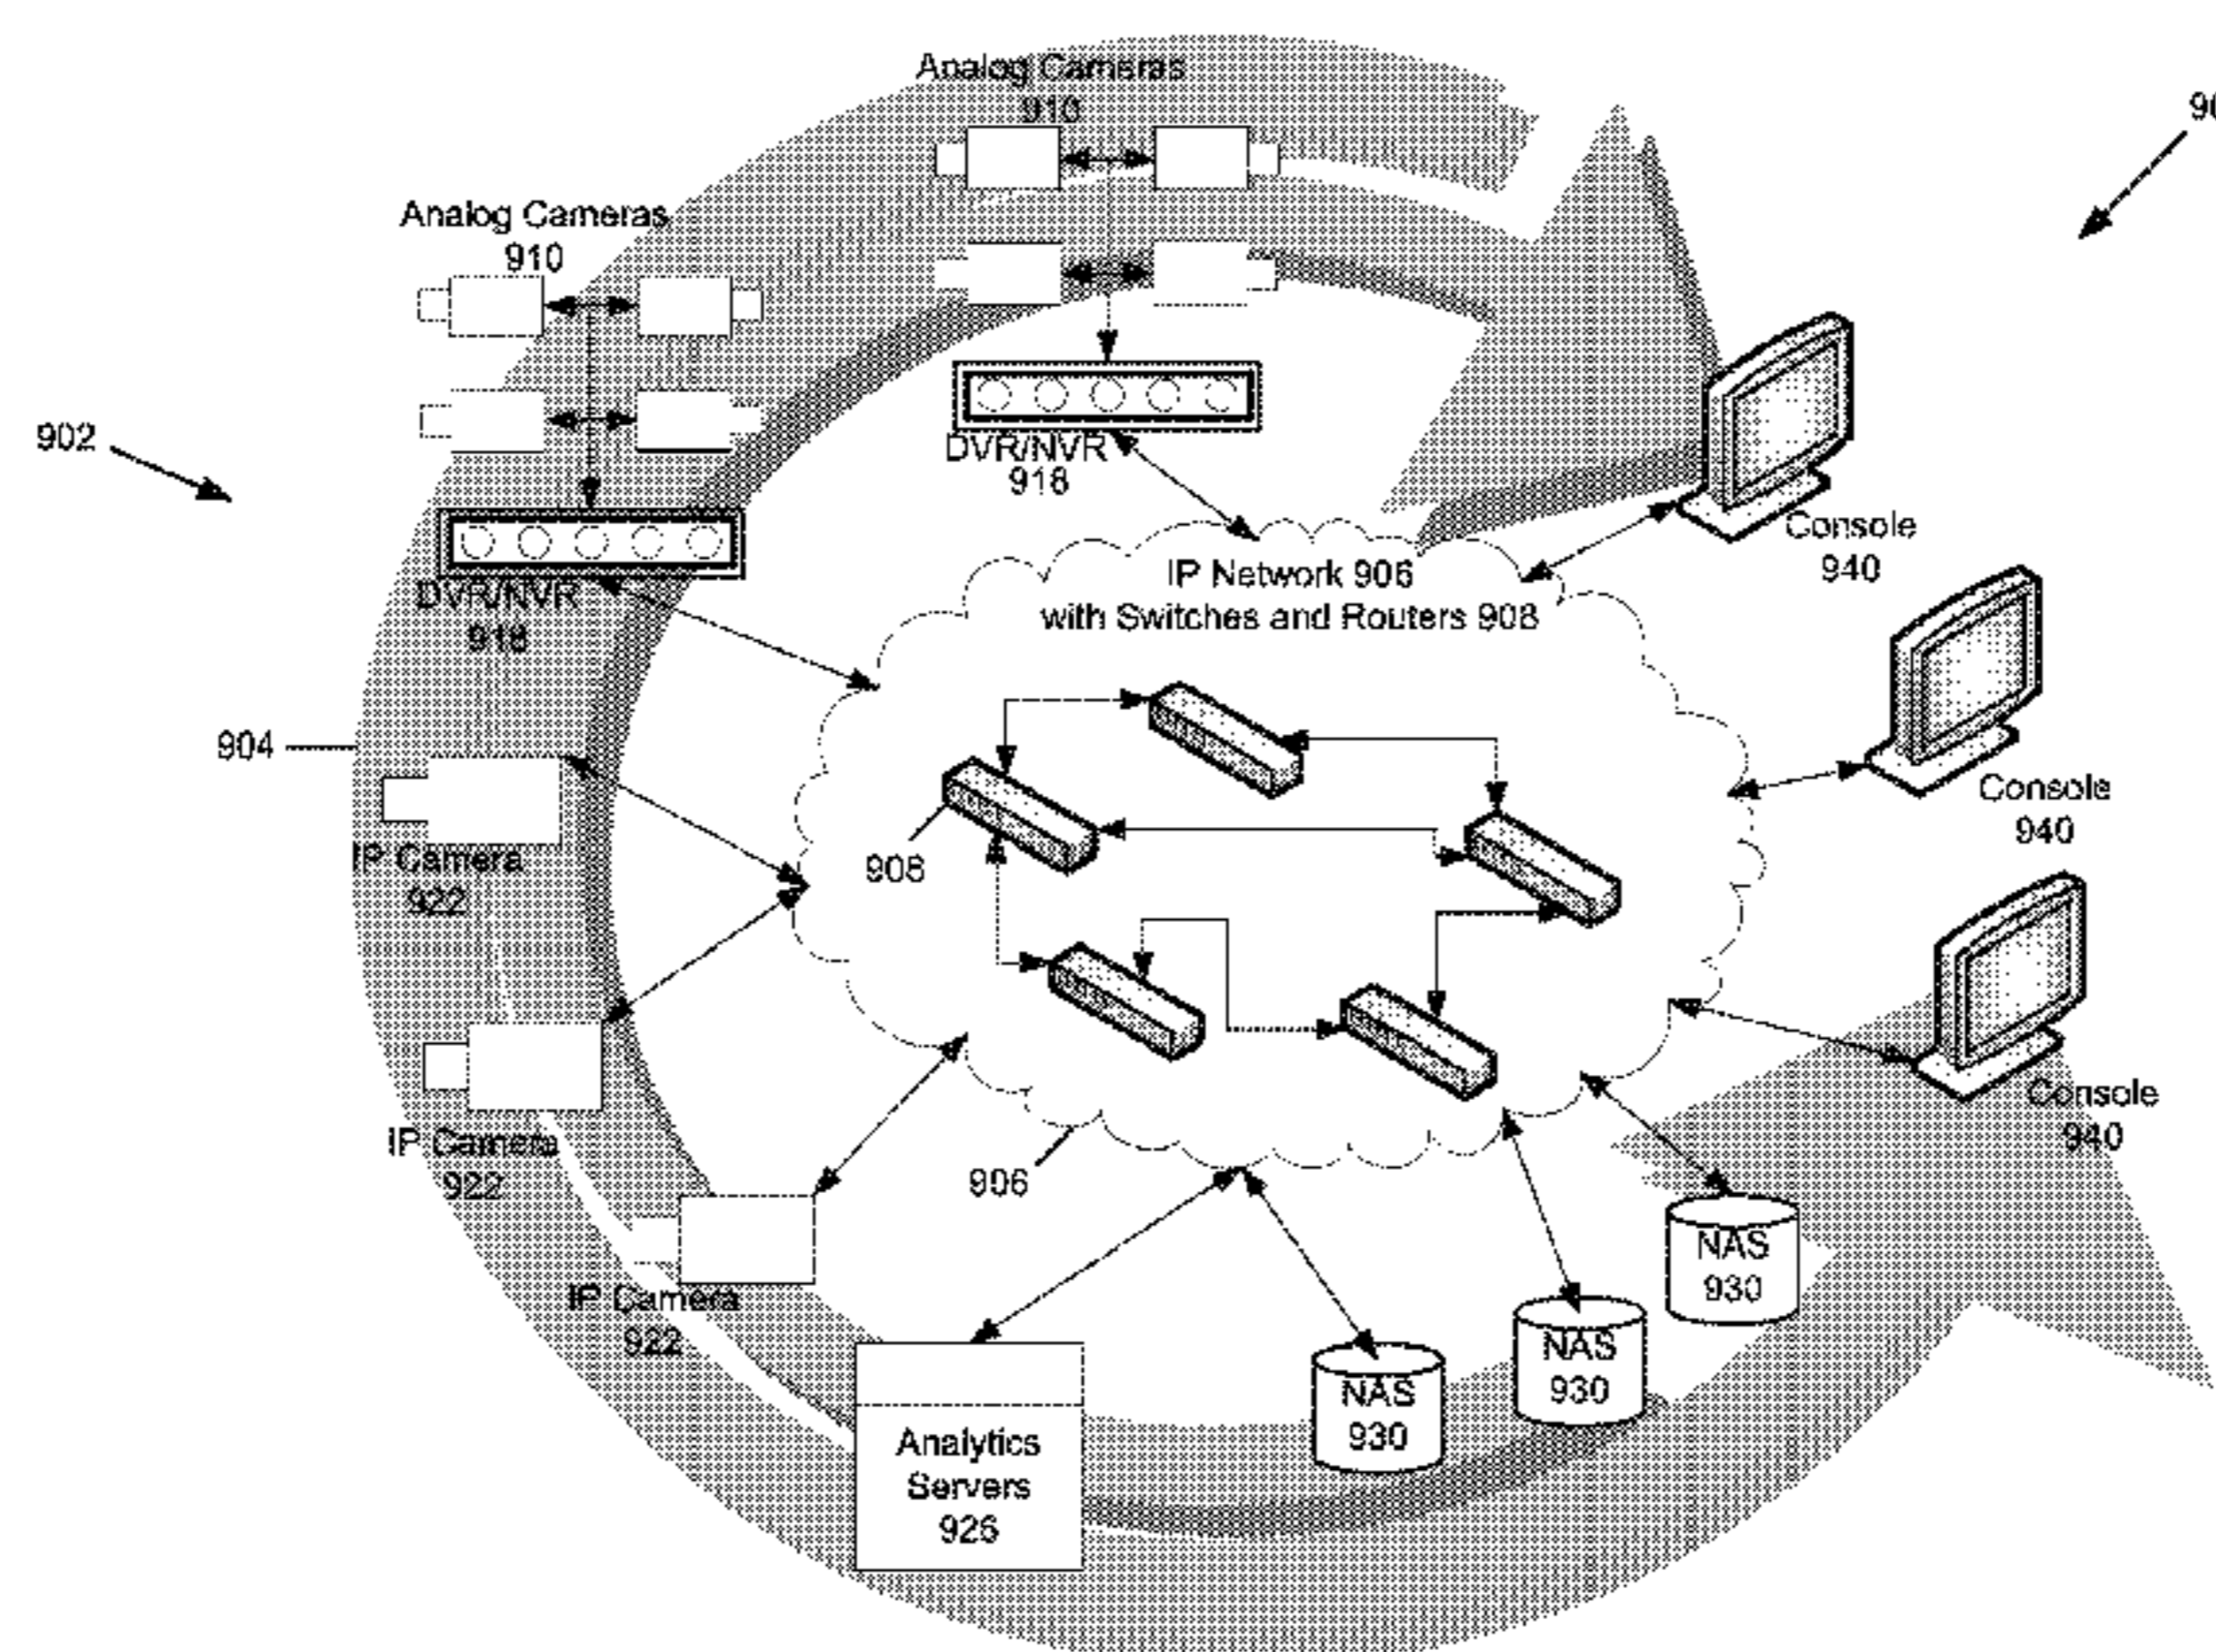 Analog Cameras
910
Analog Cameras
910
902
DVR/NVR
918
Console
940
IP Network 906
with Switches and Routers 908
DVR/NVR
918
904
Console
940
IP Camera
922
908
Console
940
IP Camera
922
906
NAS
930
IP Camera
922
NAS
930
NAS
930
Analytics
Servers
926